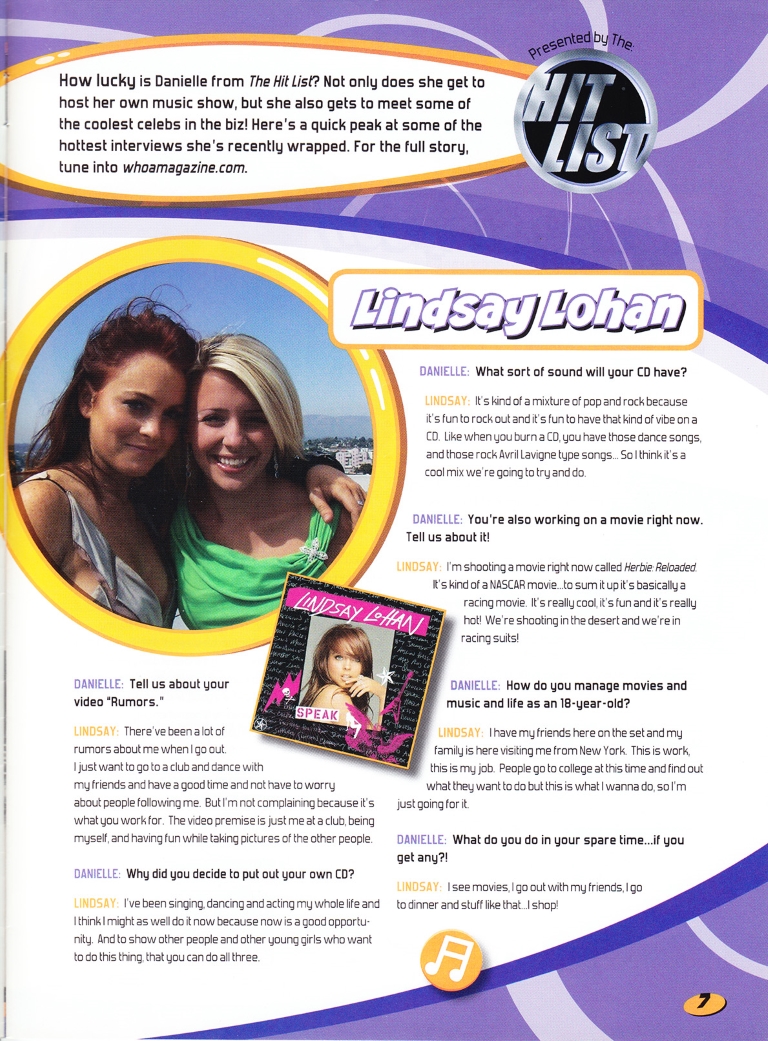 Presented by The:
HIT
LIST
How lucky is Danielle from The Hit List? Not only does she get to
host her own music show, but she also gets to meet some of
the coolest celebs in the biz! Here's a quick peak at some of the
hottest interviews she's recently wrapped. For the full story,
tune into whoamagazine.com.
Lindsay Lohan
DANIELLE: What sort of sound will your CD have?
LINDSAY: It's kind of a mixture of pop and rock because
it's fun to rock out and it's fun to have that kind of vibe on a
CD. Like when you burn a CD, you have those dance songs,
and those rock Avril Lavigne type songs... So I think it's a
cool mix we're going to try and do.
DANIELLE: You're also working on a movie right now.
Tell us about it!
LINDSAY: I'm shooting a movie right now called Herbie: Reloaded.
It's kind of a NASCAR movie...to sum it up it's basically a
racing movie. It's really cool, it's fun and it's really
hot! We're shooting in the desert and we're in
racing suits!
LINDSAY LOHAN
SPEAK
DANIELLE: Tell us about your
video "Rumors."
LINDSAY: There've been a lot of
rumors about me when I go out.
I just want to go to a club and dance with
my friends and have a good time and not have to worry
about people following me. But I'm not complaining because it's
what you work for. The video premise is just me at a club, being
myself, and having fun while taking pictures of the other people.
DANIELLE: Why did you decide to put out your own CD?
LINDSAY: I've been singing, dancing and acting my whole life and
I think I might as well do it now because now is a good opportu-
nity. And to show other people and other young girls who want
to do this thing, that you can do all three.
DANIELLE: How do you manage movies and
music and life as an 18-year-old?
LINDSAY: I have my friends here on the set and my
family is here visiting me from New York. This is work,
this is my job. People go to college at this time and find out
what they want to do but this is what I wanna do, so I'm
just going for it.
DANIELLE: What do you do in your spare time...if you
get any?!
LINDSAY: I see movies, I go out with my friends, I go
to dinner and stuff like that...I shop!
7